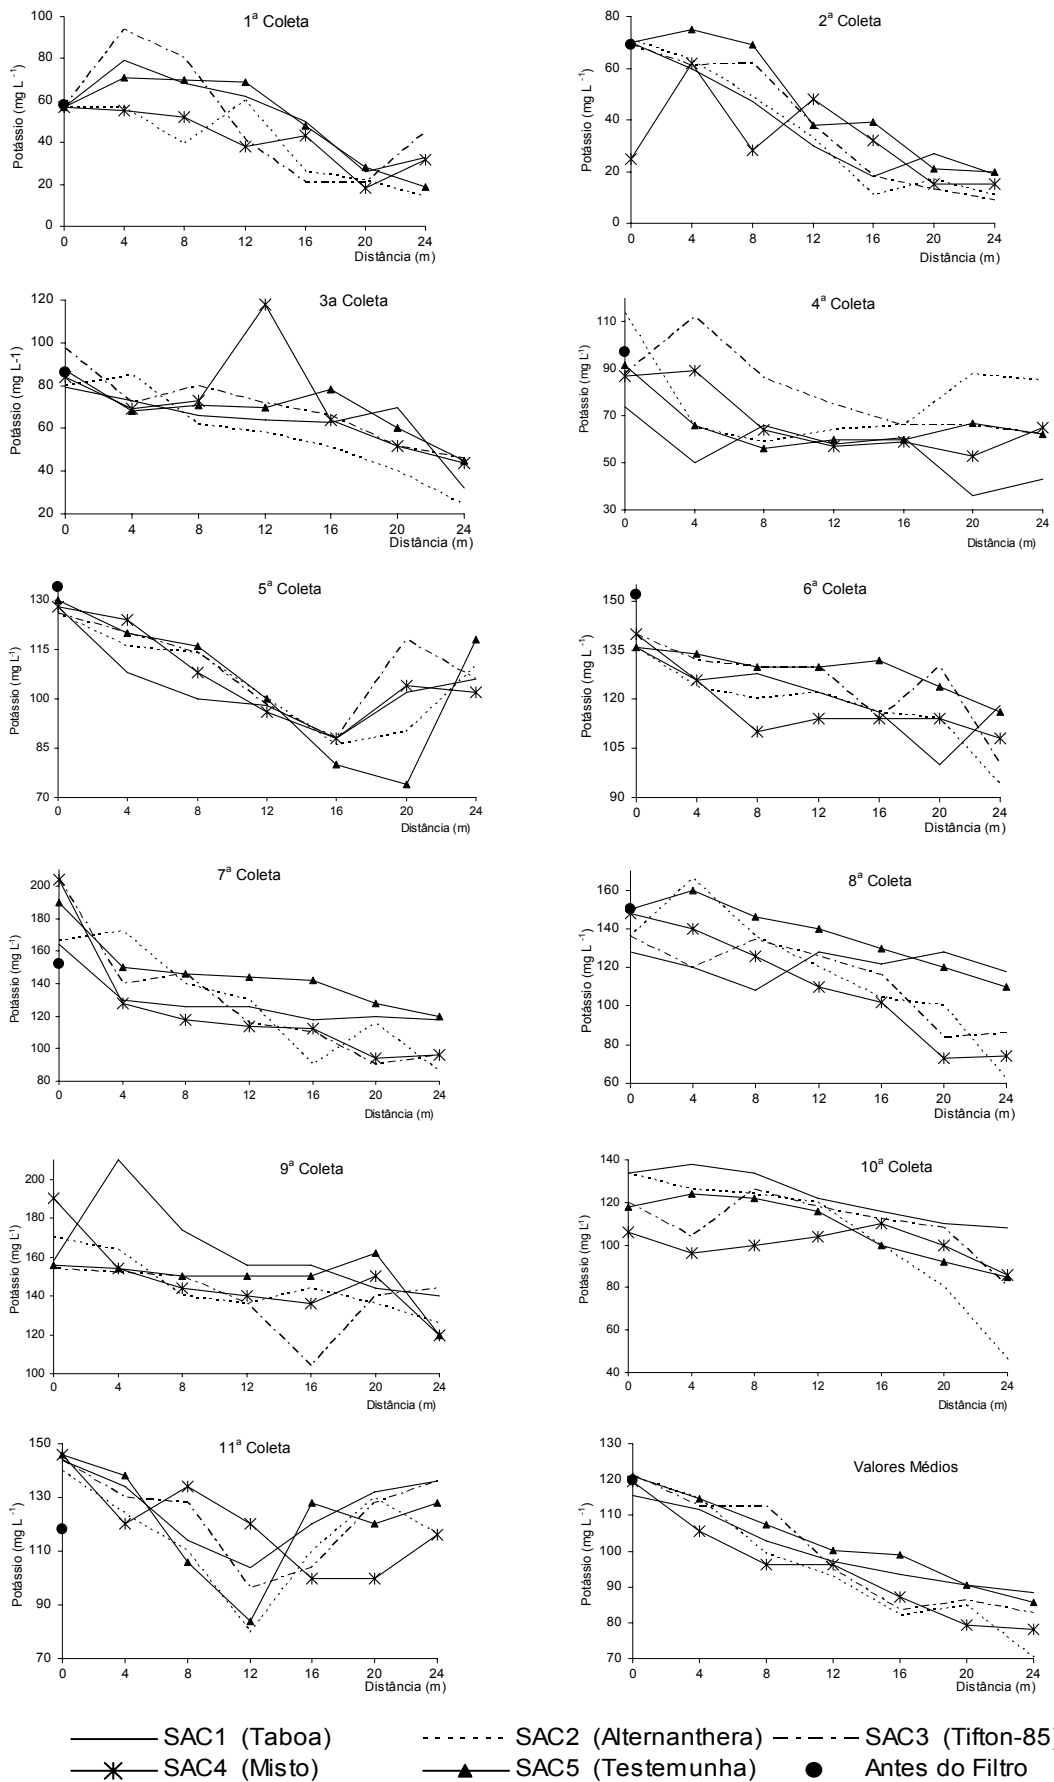 1ª Coleta
Potássio (mg L⁻¹)
100
80
60
40
20
0
0 4 8 12 16 20 24
Distância (m)
2ª Coleta
Potássio (mg L⁻¹)
80
60
40
20
0
0 4 8 12 16 20 24
Distância (m)
3a Coleta
Potássio (mg L-1)
120
100
80
60
40
20
0 4 8 12 16 20 24
Distância (m)
4ª Coleta
Potássio (mg L⁻¹)
110
90
70
50
30
0 4 8 12 16 20 24
Distância (m)
5ª Coleta
Potássio (mg L⁻¹)
130
115
100
85
70
0 4 8 12 16 20 24
Distância (m)
6ª Coleta
Potássio (mg L⁻¹)
150
135
120
105
90
0 4 8 12 16 20 24
Distância (m)
7ª Coleta
Potássio (mg L⁻¹)
200
180
160
140
120
100
80
0 4 8 12 16 20 24
Distância (m)
8ª Coleta
Potássio (mg L⁻¹)
160
140
120
100
80
60
0 4 8 12 16 20 24
Distância (m)
9ª Coleta
Potássio (mg L⁻¹)
200
180
160
140
120
100
0 4 8 12 16 20 24
Distância (m)
10ª Coleta
Potássio (mg L⁻¹)
140
120
100
80
60
40
0 4 8 12 16 20 24
Distância (m)
11ª Coleta
Potássio (mg L⁻¹)
150
130
110
90
70
0 4 8 12 16 20 24
Distância (m)
Valores Médios
Potássio (mg L⁻¹)
130
120
110
100
90
80
70
0 4 8 12 16 20 24
Distância (m)
SAC1 (Taboa) SAC2 (Alternanthera) SAC3 (Tifton-85)
SAC4 (Misto) SAC5 (Testemunha) Antes do Filtro